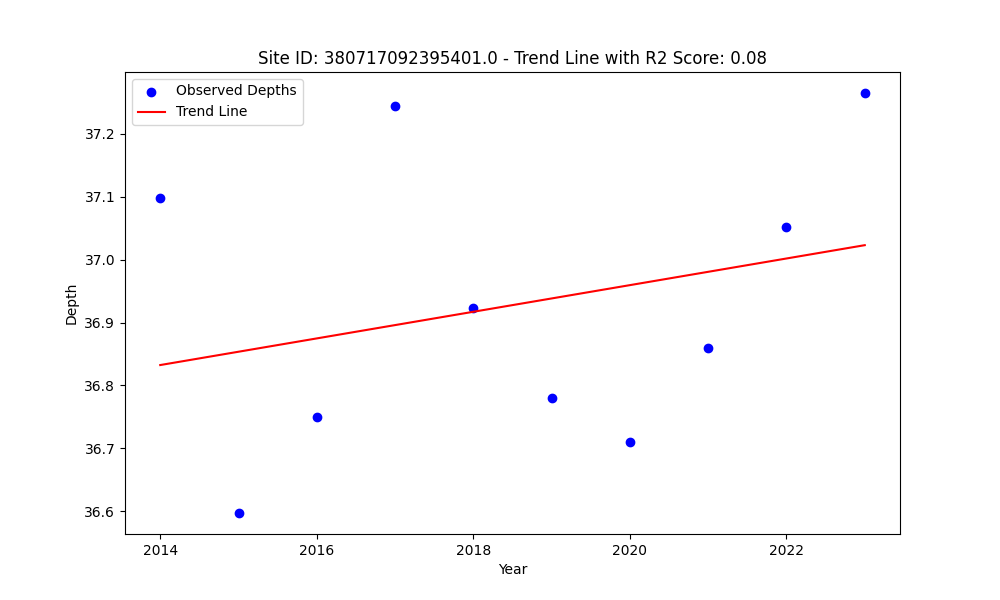 Site ID: 380717092395401.0 - Trend Line with R2 Score: 0.08
Observed Depths
Trend Line
37.2
37.1
37.0
36.9
36.8
36.7
36.6
Depth
2014
2016
2018
2020
2022
Year